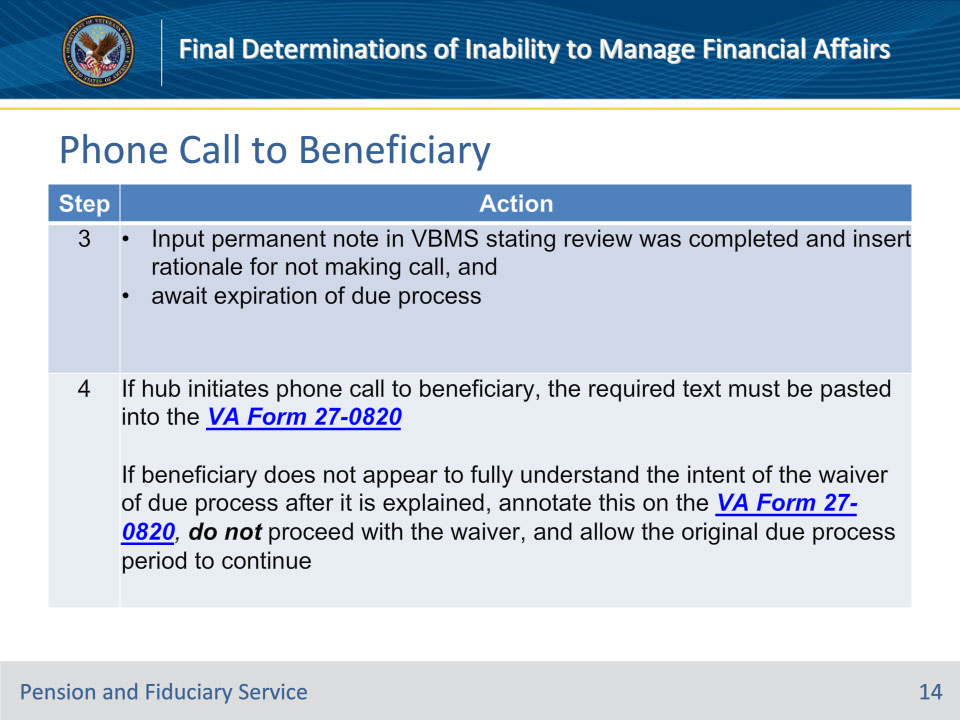 Final Determinations of Inability to Manage Financial Affairs
Phone Call to Beneficiary
Step Action
3 • Input permanent note in VBMS stating review was completed and insert
rationale for not making call, and
• await expiration of due process
4 If hub initiates phone call to beneficiary, the required text must be pasted
into the VA Form 27-0820
If beneficiary does not appear to fully understand the intent of the waiver
of due process after it is explained, annotate this on the VA Form 27-
0820, do not proceed with the waiver, and allow the original due process
period to continue
Pension and Fiduciary Service 14